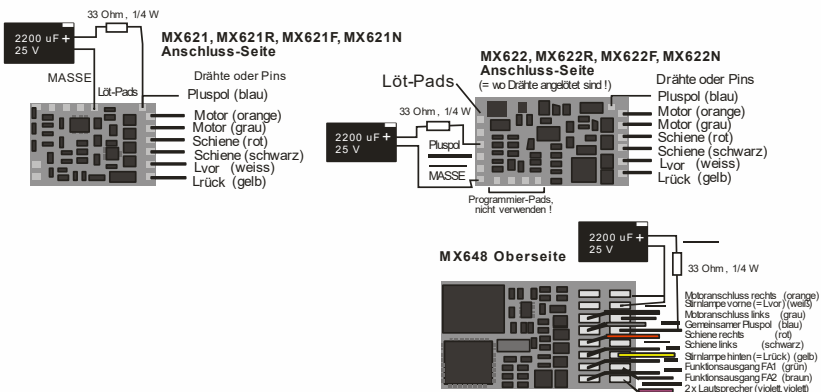 33 Ohm, 1/4 W
2200 uF +
25 V
MASSE
MX621, MX621R, MX621F, MX621N
Anschluss-Seite
Drähte oder Pins
Löt-Pads
Pluspol (blau)
Motor (orange)
Motor (grau)
Schiene (rot)
Schiene (schwarz)
Lvor (weiss)
Lrück (gelb)
MX622, MX622R, MX622F, MX622N
Anschluss-Seite
(= wo Drähte angelötet sind !)
Löt-Pads
33 Ohm, 1/4 W
2200 uF +
25 V
Pluspol
MASSE
Programmier-Pads,
nicht verwenden !
Drähte oder Pins
Pluspol (blau)
Motor (orange)
Motor (grau)
Schiene (rot)
Schiene (schwarz)
Lvor (weiss)
Lrück (gelb)
MX648 Oberseite
2200 uF +
25 V
33 Ohm, 1/4 W
Motoranschluss rechts (orange)
Stirnlampe vorne (= Lvor) (weiß)
Motoranschluss links (grau)
Gemeinsamer Pluspol (blau)
Schiene rechts (rot)
Schiene links (schwarz)
Stirnlampe hinten (= Lrück) (gelb)
Funktionsausgang FA1 (grün)
Funktionsausgang FA2 (braun)
2 x Lautsprecher (violett, violett)